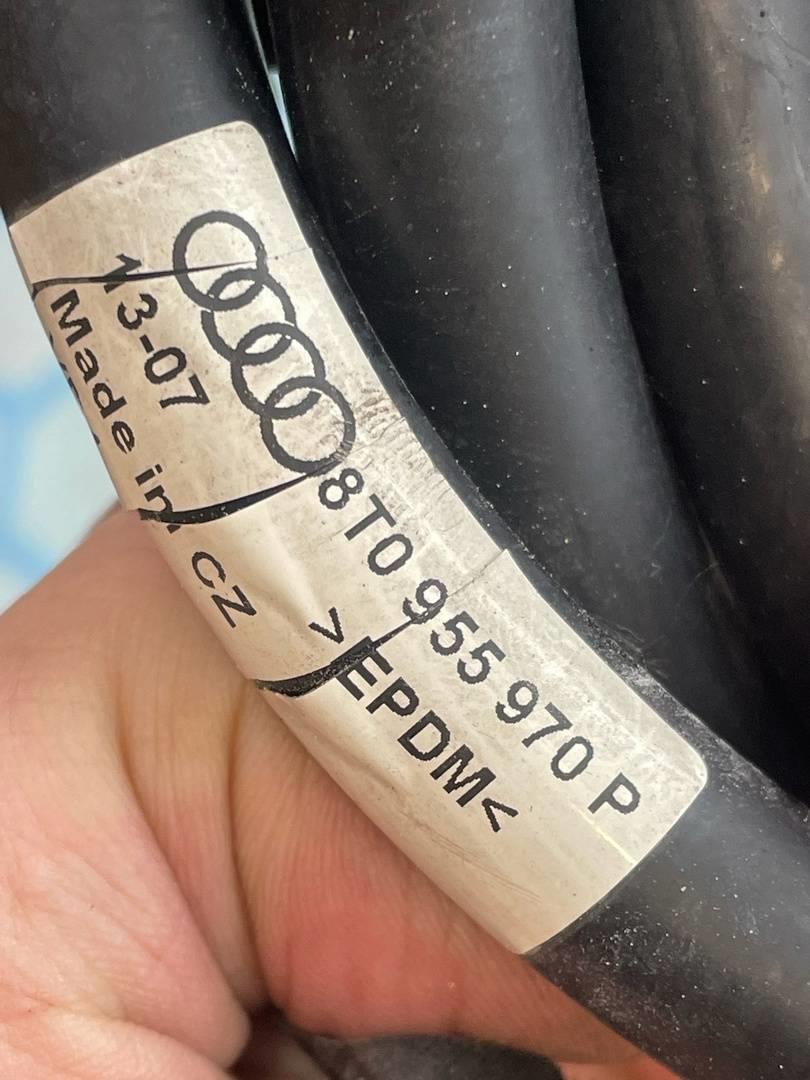 8T0 955 970 P
13-07
>EPDM<
Made in CZ